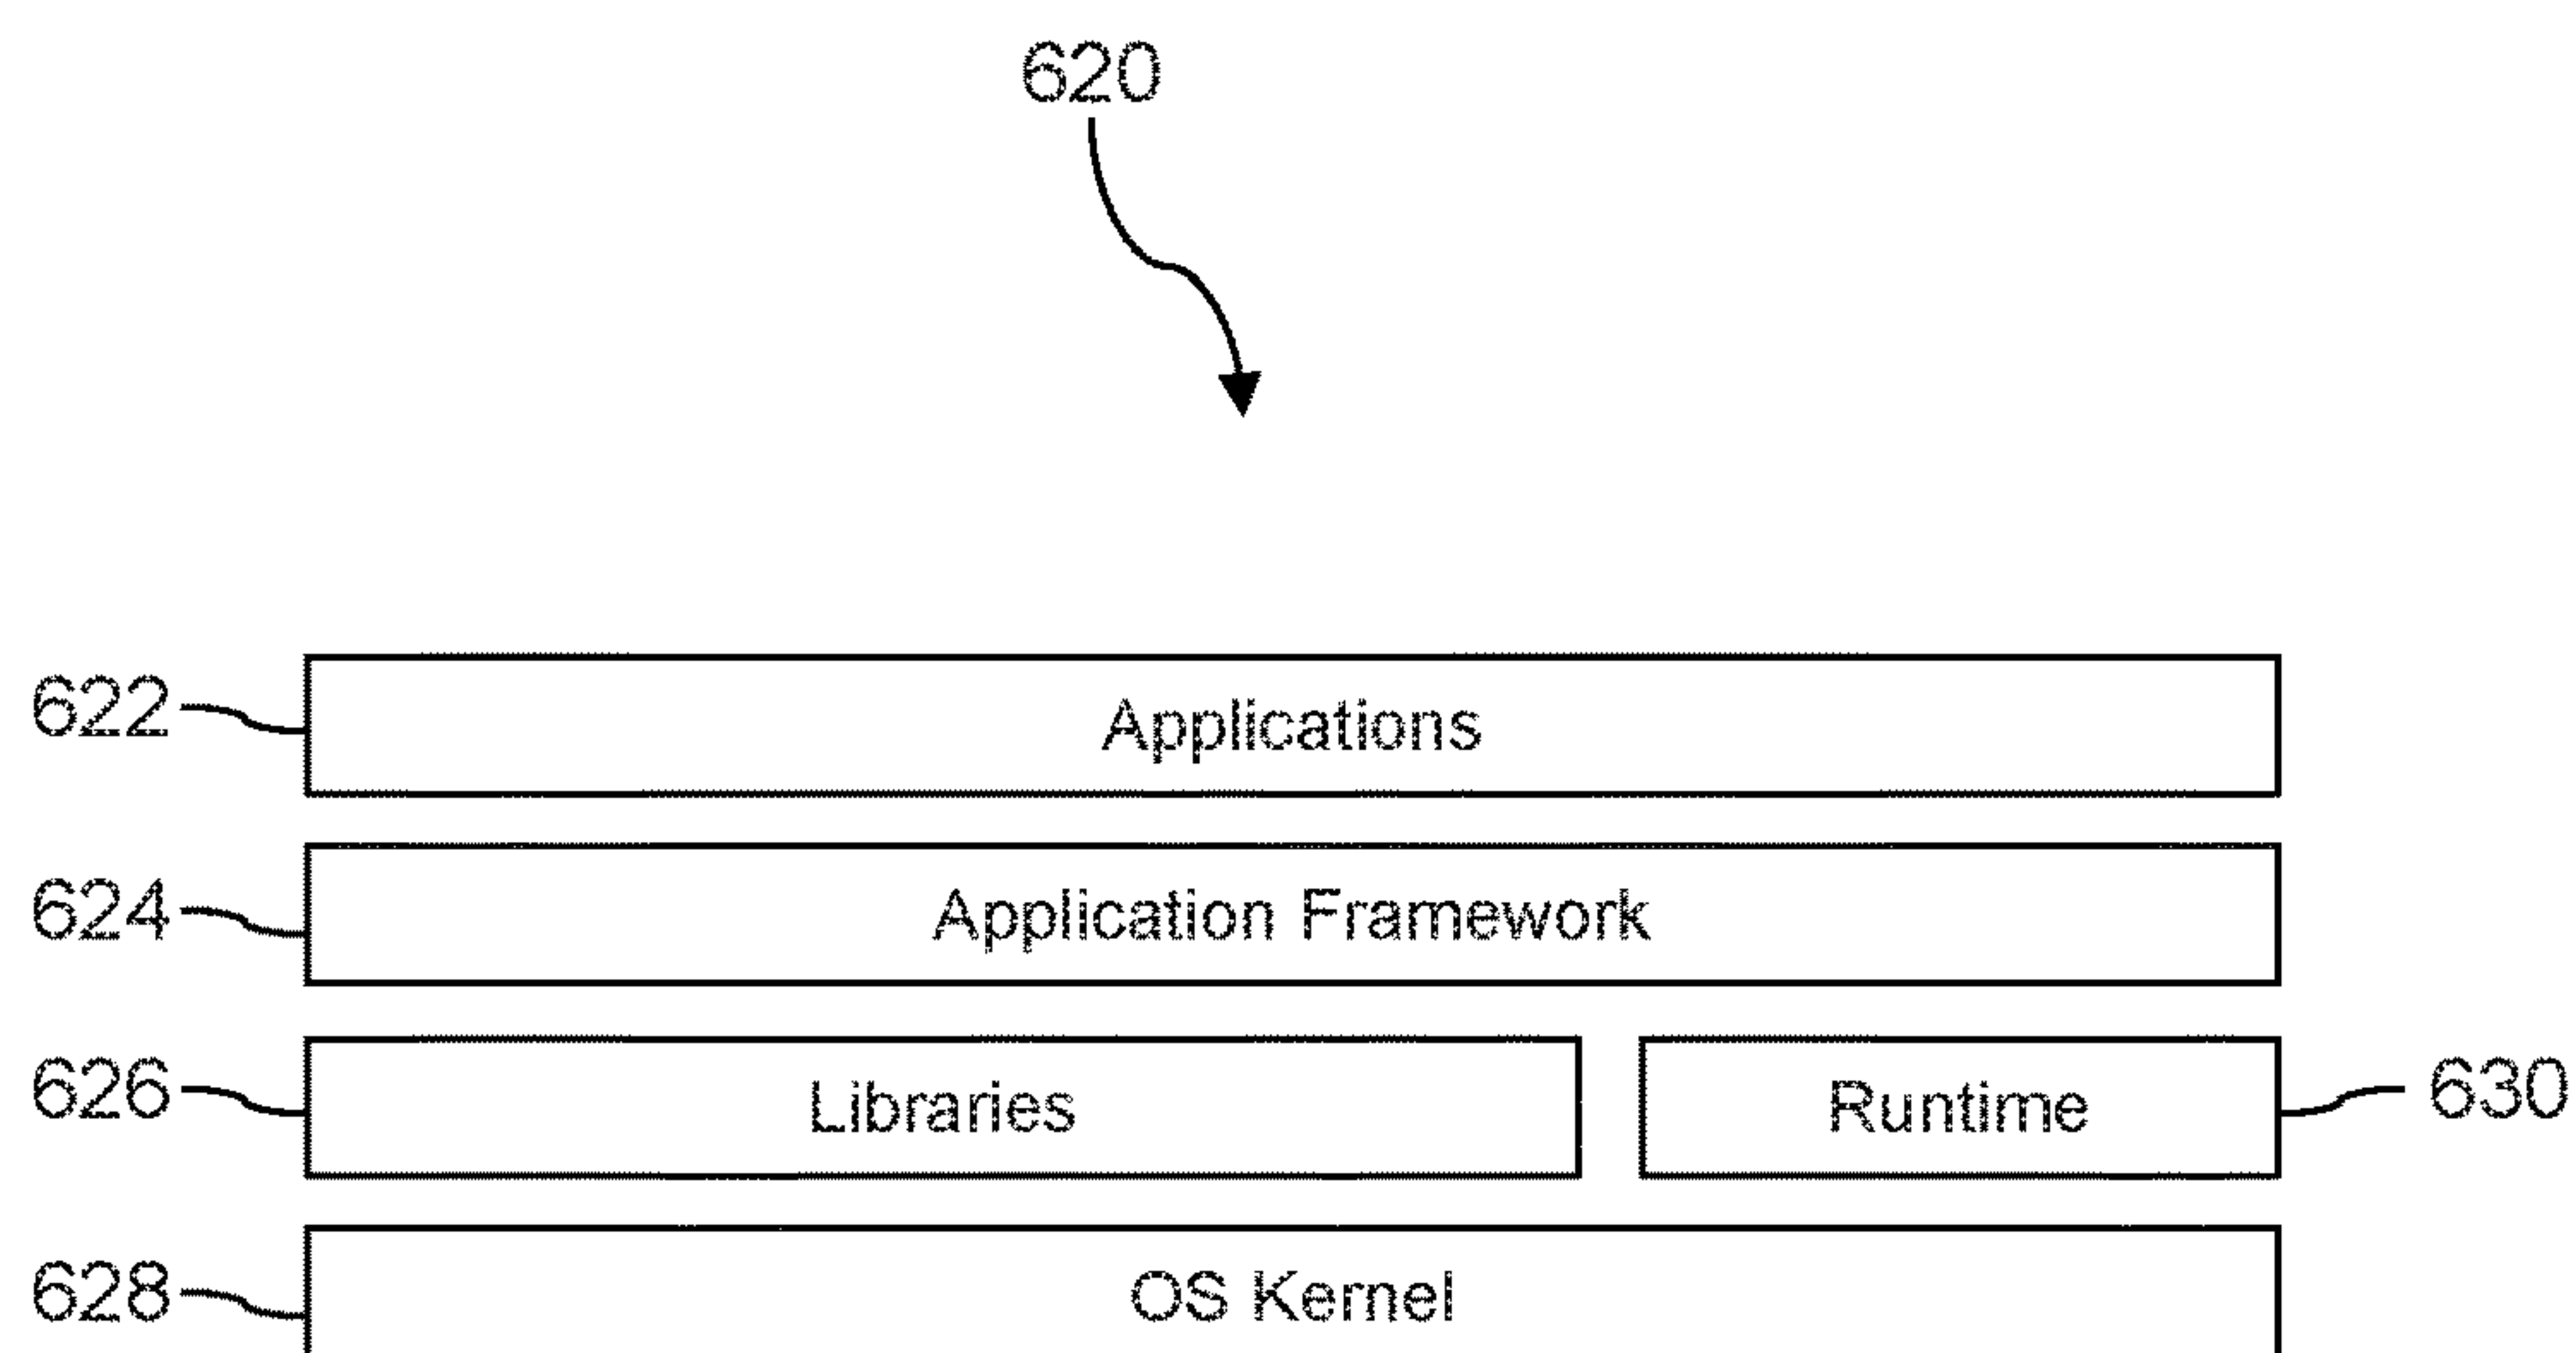 620
622 Applications
624 Application Framework
626 Libraries Runtime 630
628 OS Kernel